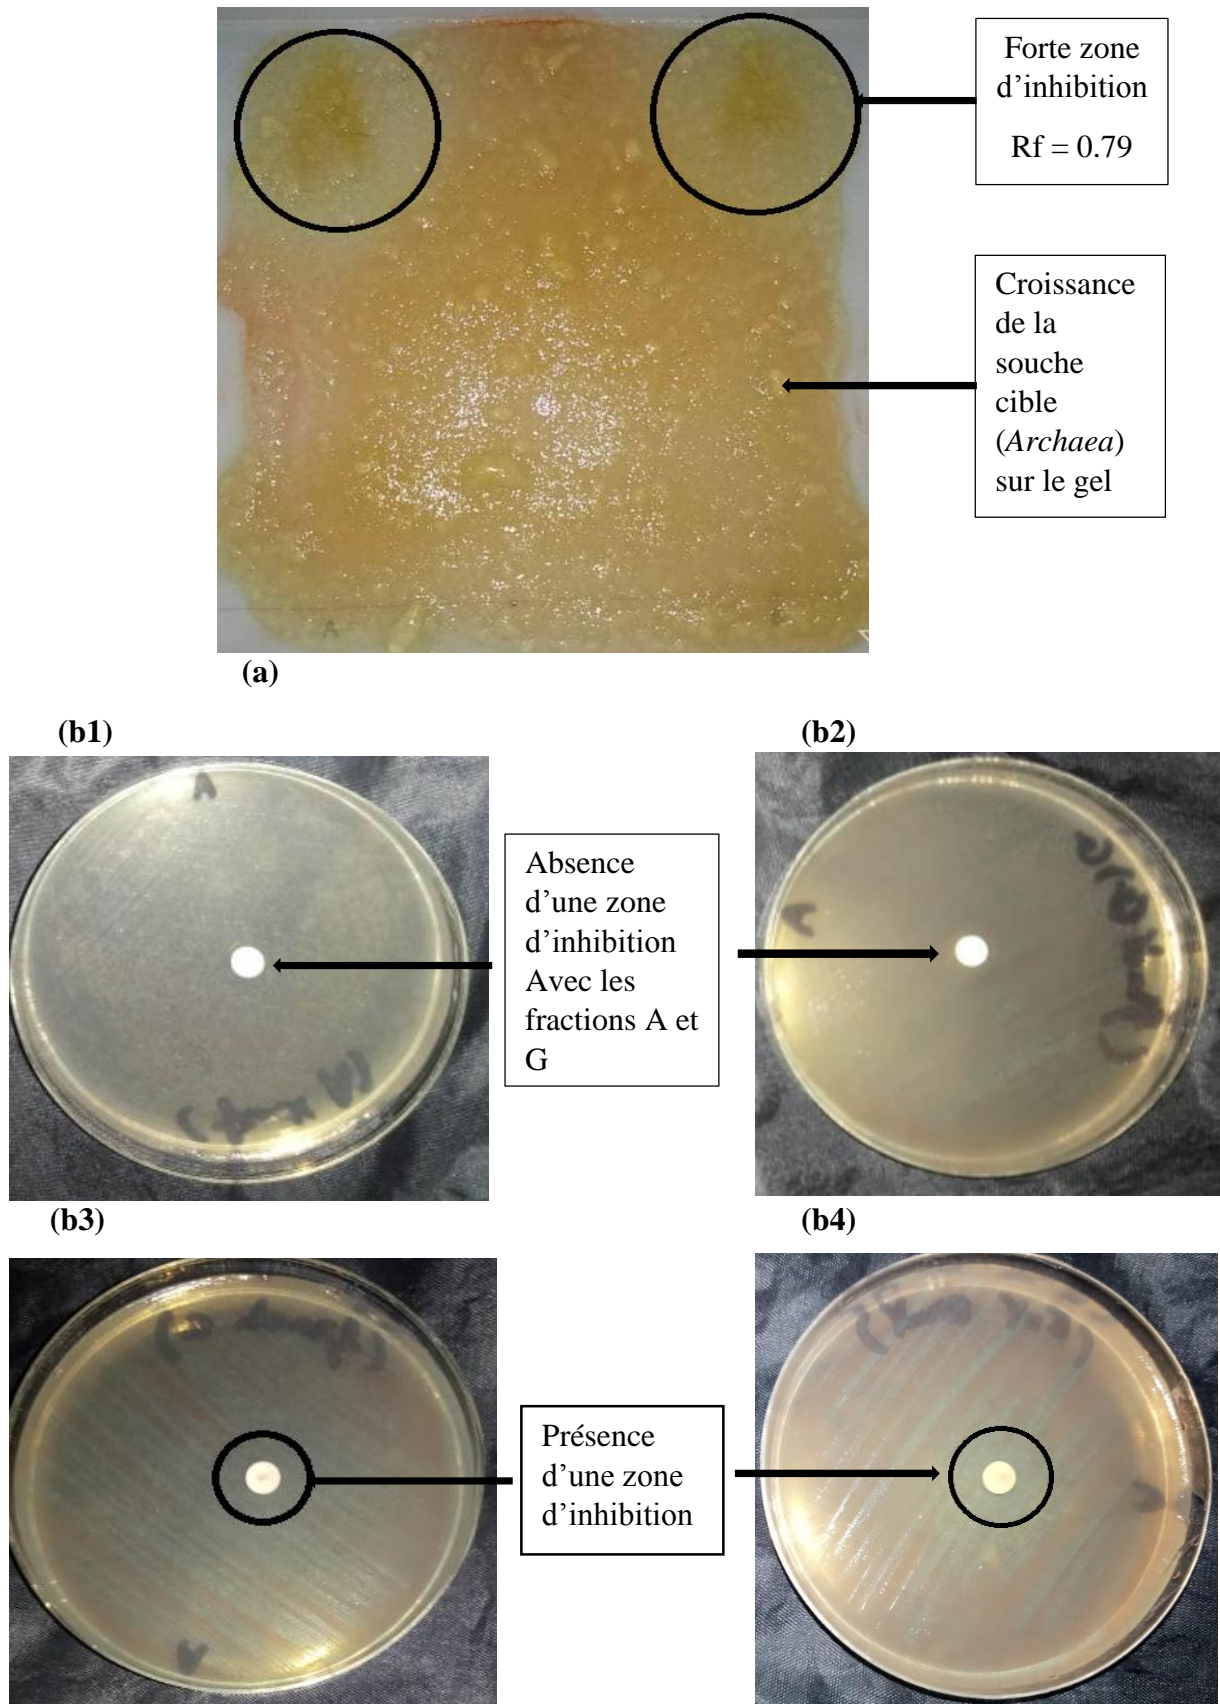 Forte zone
d’inhibition
Rf = 0.79
Croissance
de la
souche
cible
(Archaea)
sur le gel
A
(a)
(b1)
(b2)
A
A
Absence
d’une zone
d’inhibition
Avec les
fractions A et
G
(b3)
(b4)
Présence
d’une zone
d’inhibition
A